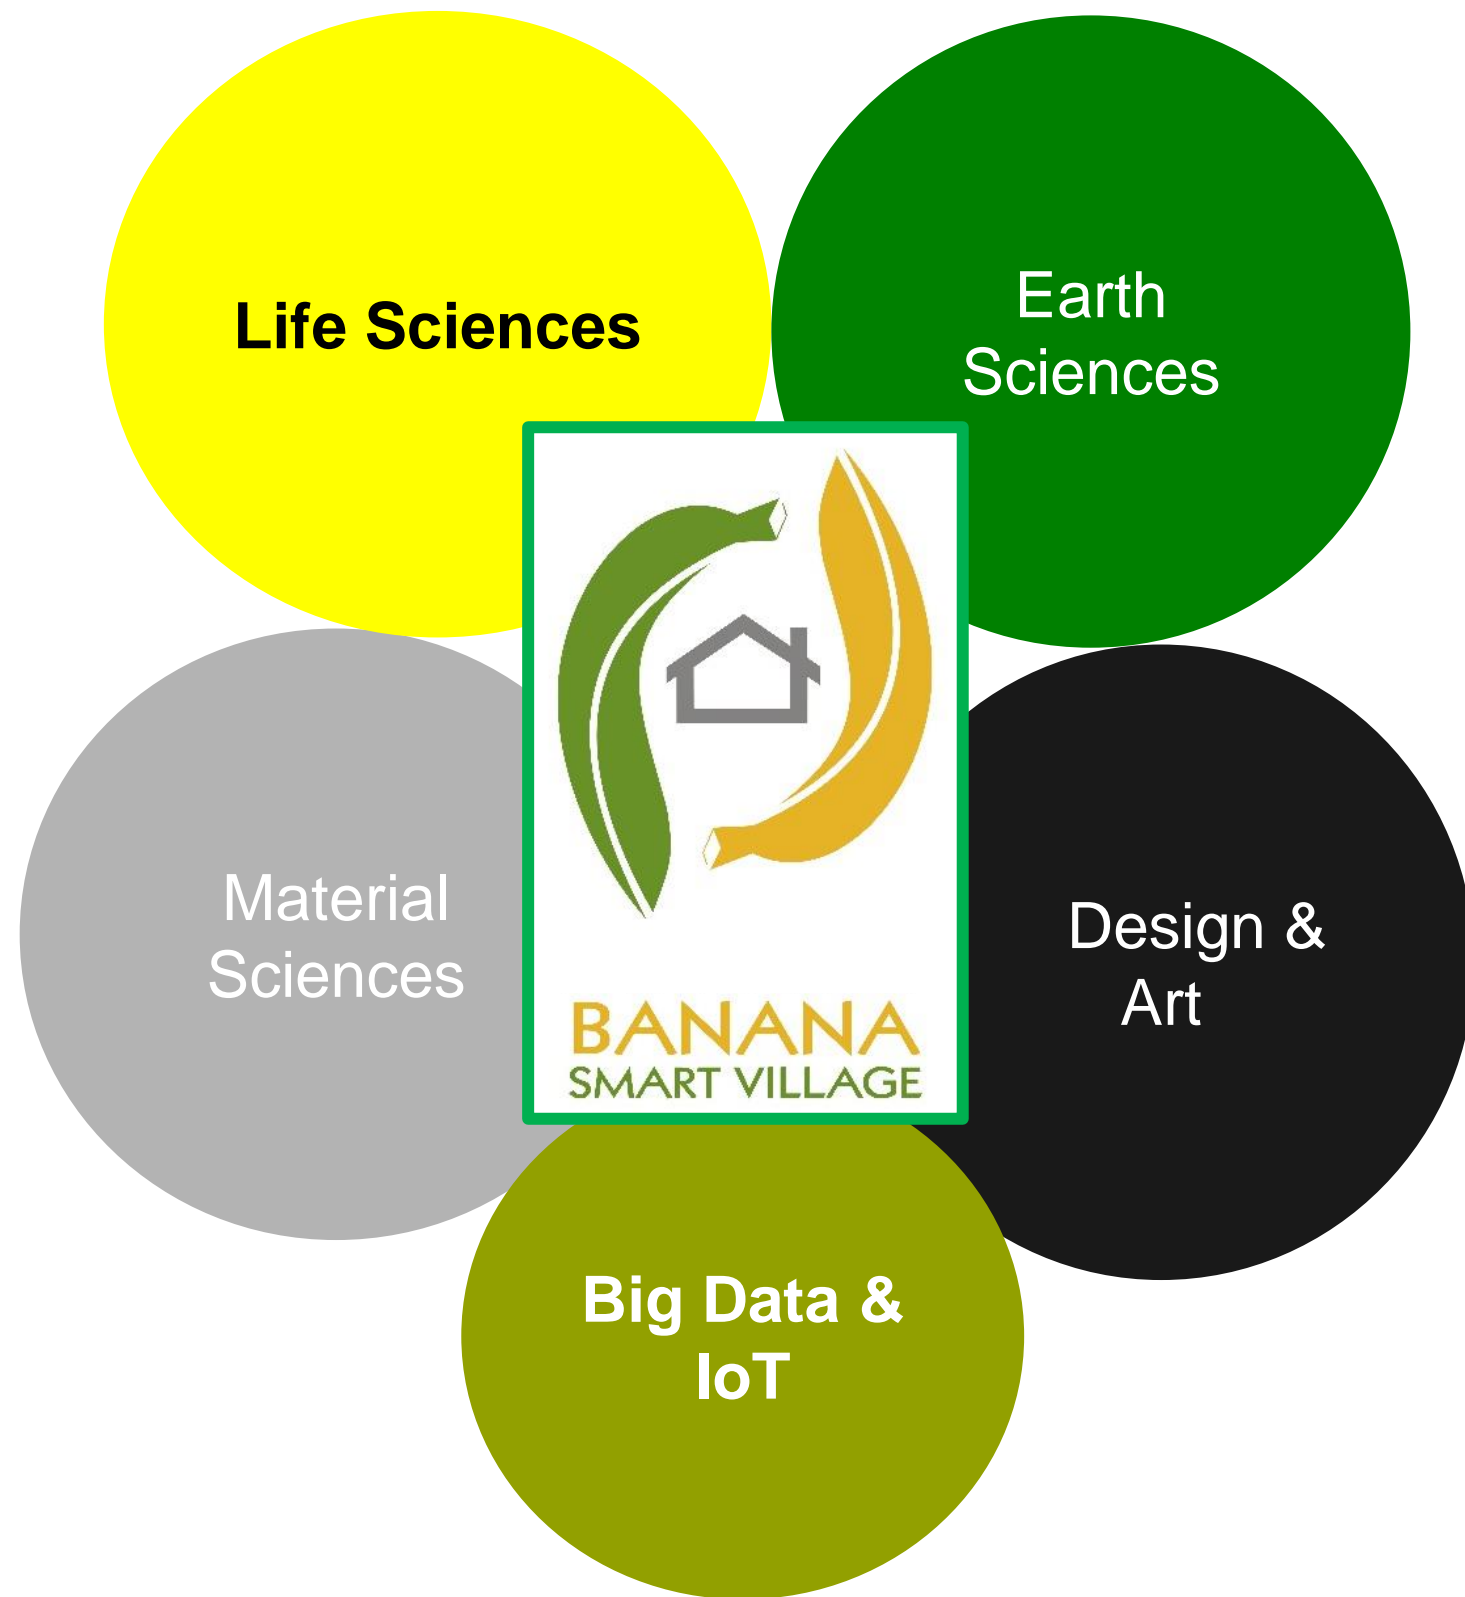 Life Sciences
Earth
Sciences
Material
Sciences
Design &
Art
BANANA
SMART VILLAGE
Big Data &
IoT